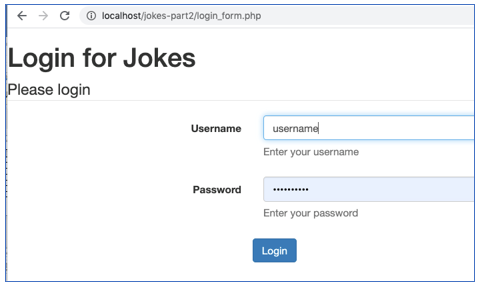 localhost/jokes-part2/login_form.php
Login for Jokes
Please login
Username
username
Enter your username
Password
••••••••••
Enter your password
Login